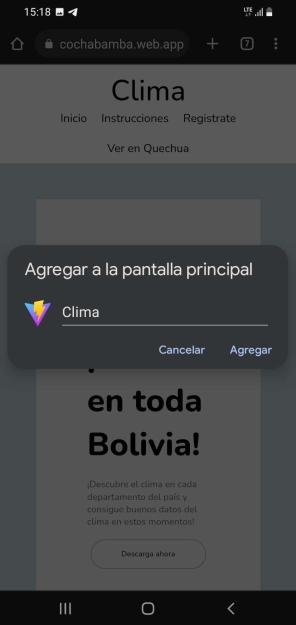 15:18
LTE
cochabamba.web.app
7
Clima
Inicio Instrucciones Registrate
Ver en Quechua
Agregar a la pantalla principal
Clima
Cancelar Agregar
en toda
Bolivia!
¡Descubre el clima en cada
departamento del país y
consigue buenos datos del
clima en estos momentos!
Descarga ahora